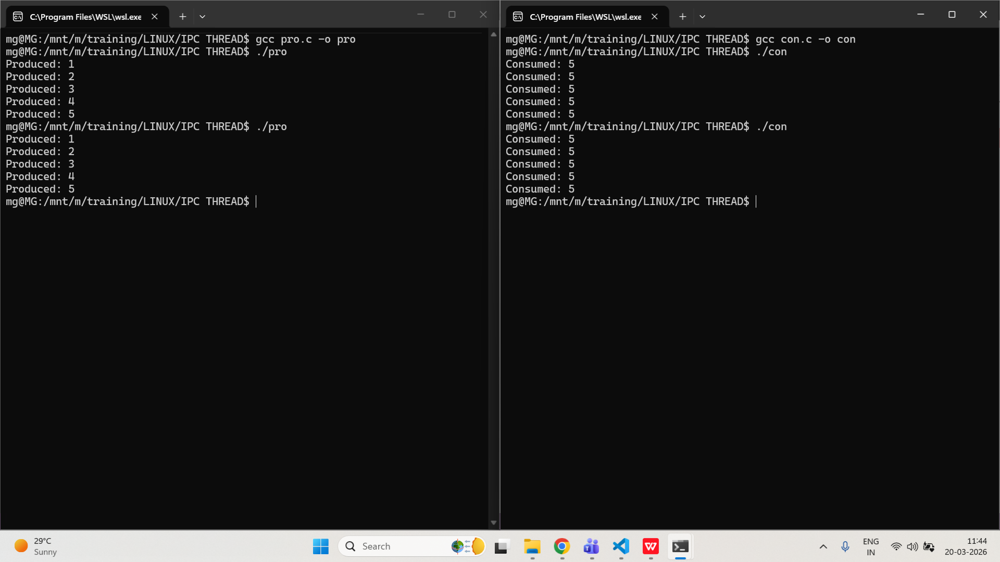 C:\Program Files\WSL\wsl.exe
mg@MG:/mnt/m/training/LINUX/IPC THREAD$ gcc pro.c -o pro
mg@MG:/mnt/m/training/LINUX/IPC THREAD$ ./pro
Produced: 1
Produced: 2
Produced: 3
Produced: 4
Produced: 5
mg@MG:/mnt/m/training/LINUX/IPC THREAD$ ./pro
Produced: 1
Produced: 2
Produced: 3
Produced: 4
Produced: 5
mg@MG:/mnt/m/training/LINUX/IPC THREAD$
C:\Program Files\WSL\wsl.exe
mg@MG:/mnt/m/training/LINUX/IPC THREAD$ gcc con.c -o con
mg@MG:/mnt/m/training/LINUX/IPC THREAD$ ./con
Consumed: 5
Consumed: 5
Consumed: 5
Consumed: 5
Consumed: 5
mg@MG:/mnt/m/training/LINUX/IPC THREAD$ ./con
Consumed: 5
Consumed: 5
Consumed: 5
Consumed: 5
Consumed: 5
mg@MG:/mnt/m/training/LINUX/IPC THREAD$
29°C
Sunny
Search
ENG
IN
11:44
20-03-2026